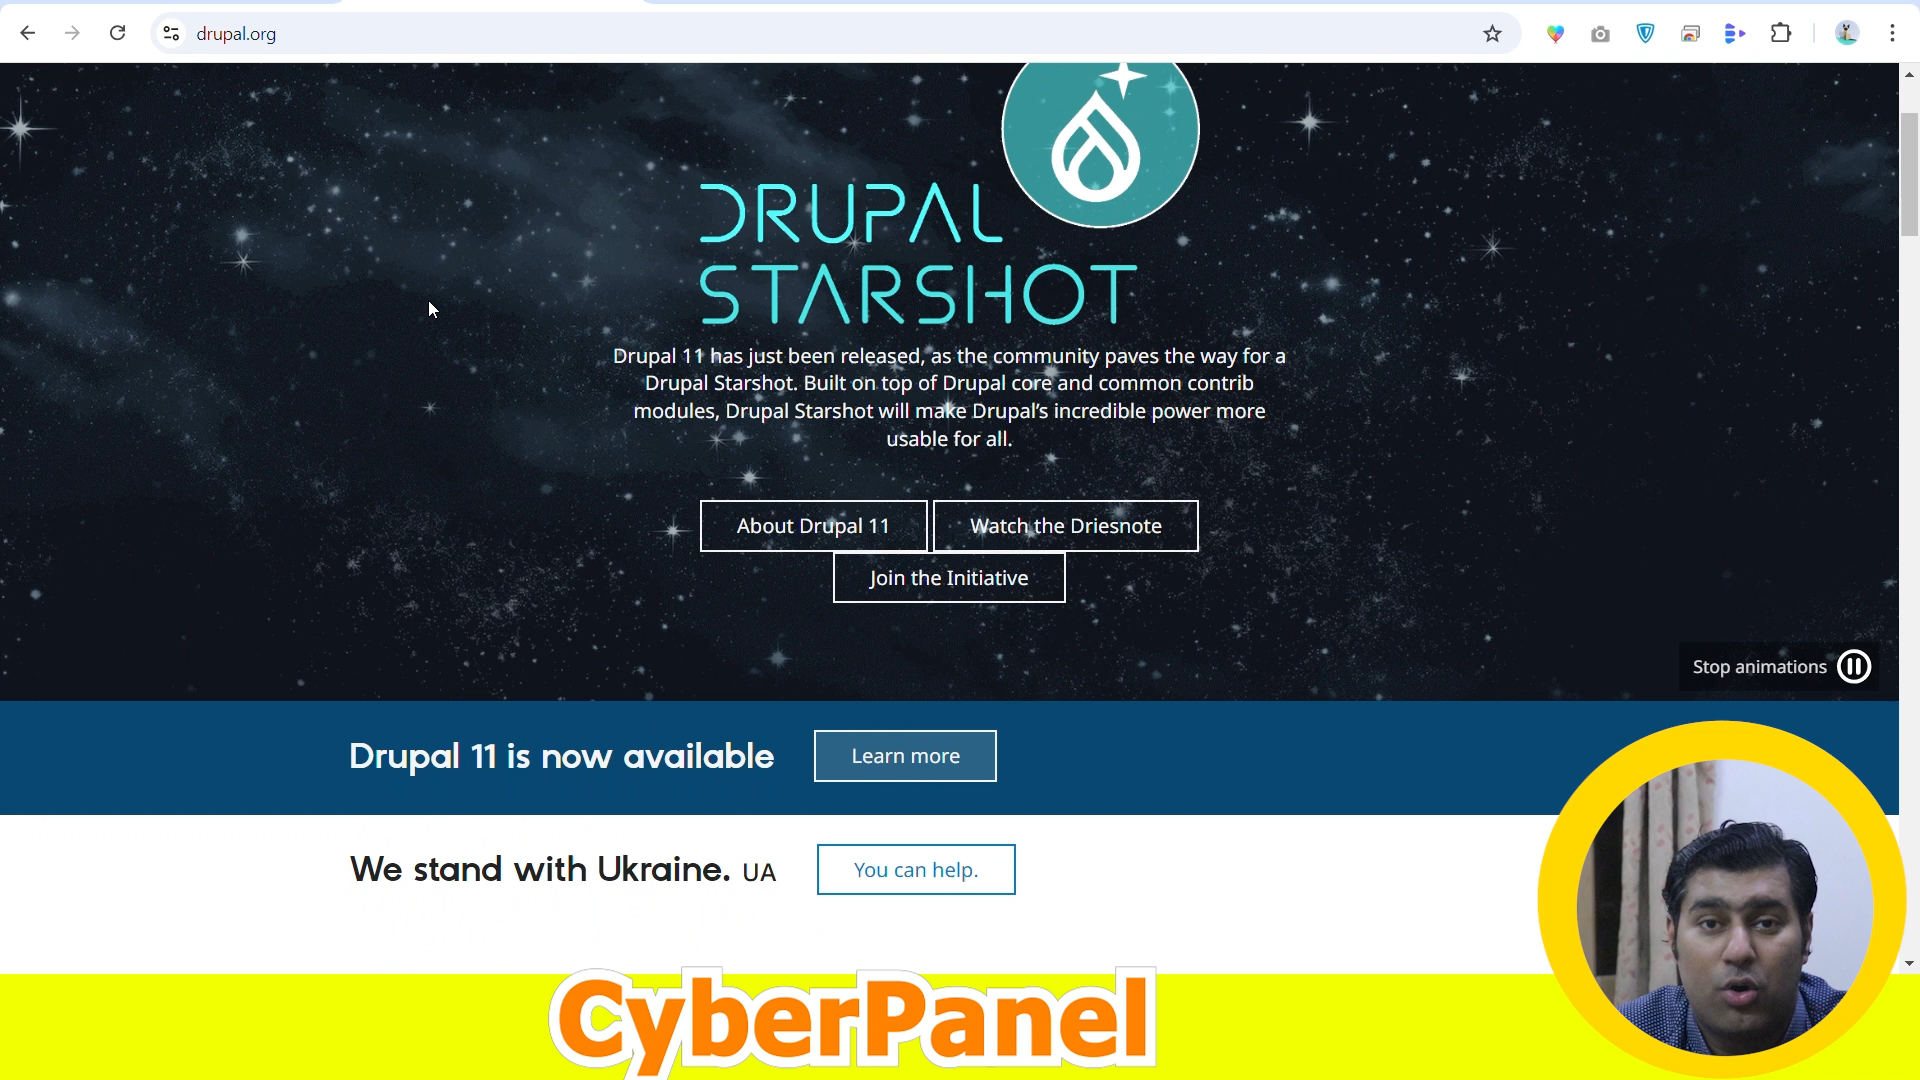 drupal.org
DRUPAL
STARSHOT
Drupal 11 has just been released, as the community paves the way for a
Drupal Starshot. Built on top of Drupal core and common contrib
modules, Drupal Starshot will make Drupal's incredible power more
usable for all.
About Drupal 11
Watch the Driesnote
Join the Initiative
Stop animations
Drupal 11 is now available
Learn more
We stand with Ukraine. UA
You can help.
CyberPanel